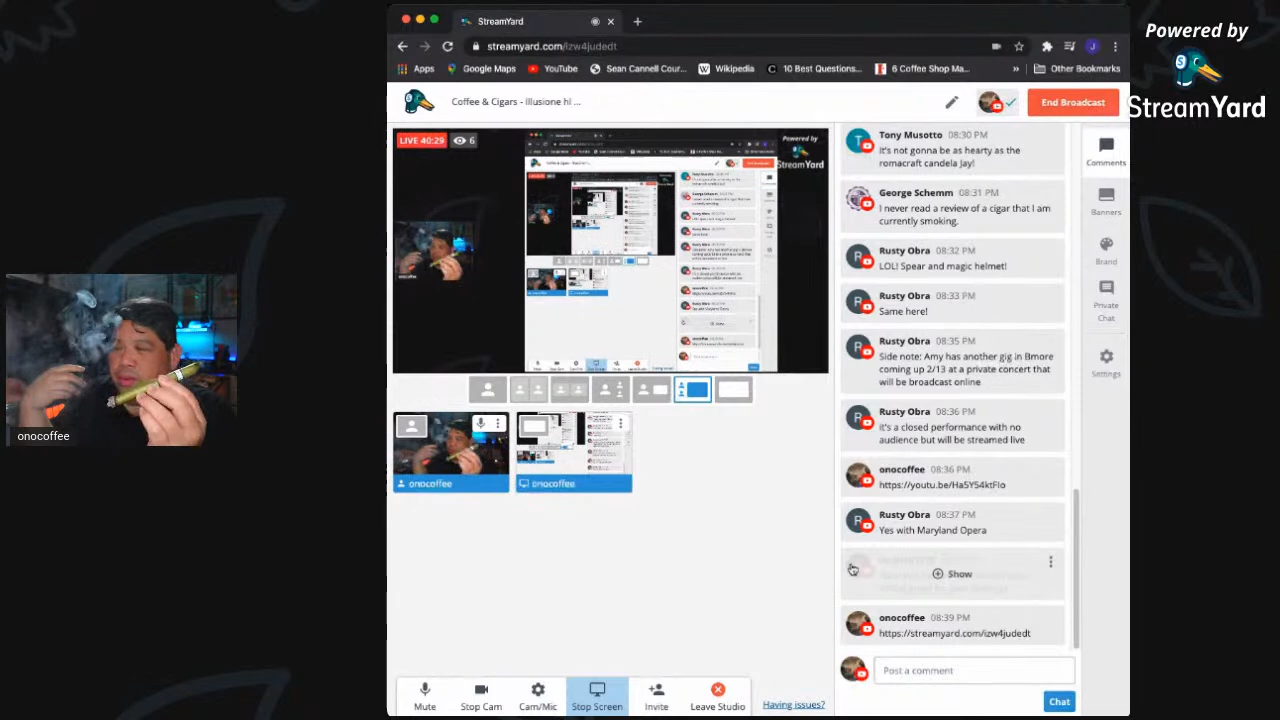 Powered by
StreamYard
StreamYard
streamyard.com/izw4judedt
Apps
Google Maps
YouTube
Sean Cannell Cour...
Wikipedia
10 Best Questions...
6 Coffee Shop Ma...
»
Other Bookmarks
Coffee & Cigars - Illusione hl ...
End Broadcast
LIVE 40:29
6
Powered by
StreamYard
Tony Musotto 08:30 PM
It's not gonna be as hearty as the
romacraft candela Jay!
George Schemm 08:31 PM
I never read a review of a cigar that I am
currently smoking.
Rusty Obra 08:32 PM
LOL! Spear and magic helmet!
Rusty Obra 08:33 PM
Same here!
Rusty Obra 08:35 PM
Side note: Amy has another gig in Bmore
coming up 2/13 at a private concert that
will be broadcast online
Rusty Obra 08:36 PM
it's a closed performance with no
audience but will be streamed live
onocoffee 08:36 PM
https://youtu.be/Ha5Y54ktFIo
Rusty Obra 08:37 PM
Yes with Maryland Opera
Show
onocoffee 08:39 PM
https://streamyard.com/izw4judedt
Post a comment
Chat
Comments
Banners
Brand
Private
Chat
Settings
onocoffee
onocoffee
onocoffee
Mute
Stop Cam
Cam/Mic
Stop Screen
Invite
Leave Studio
Having issues?